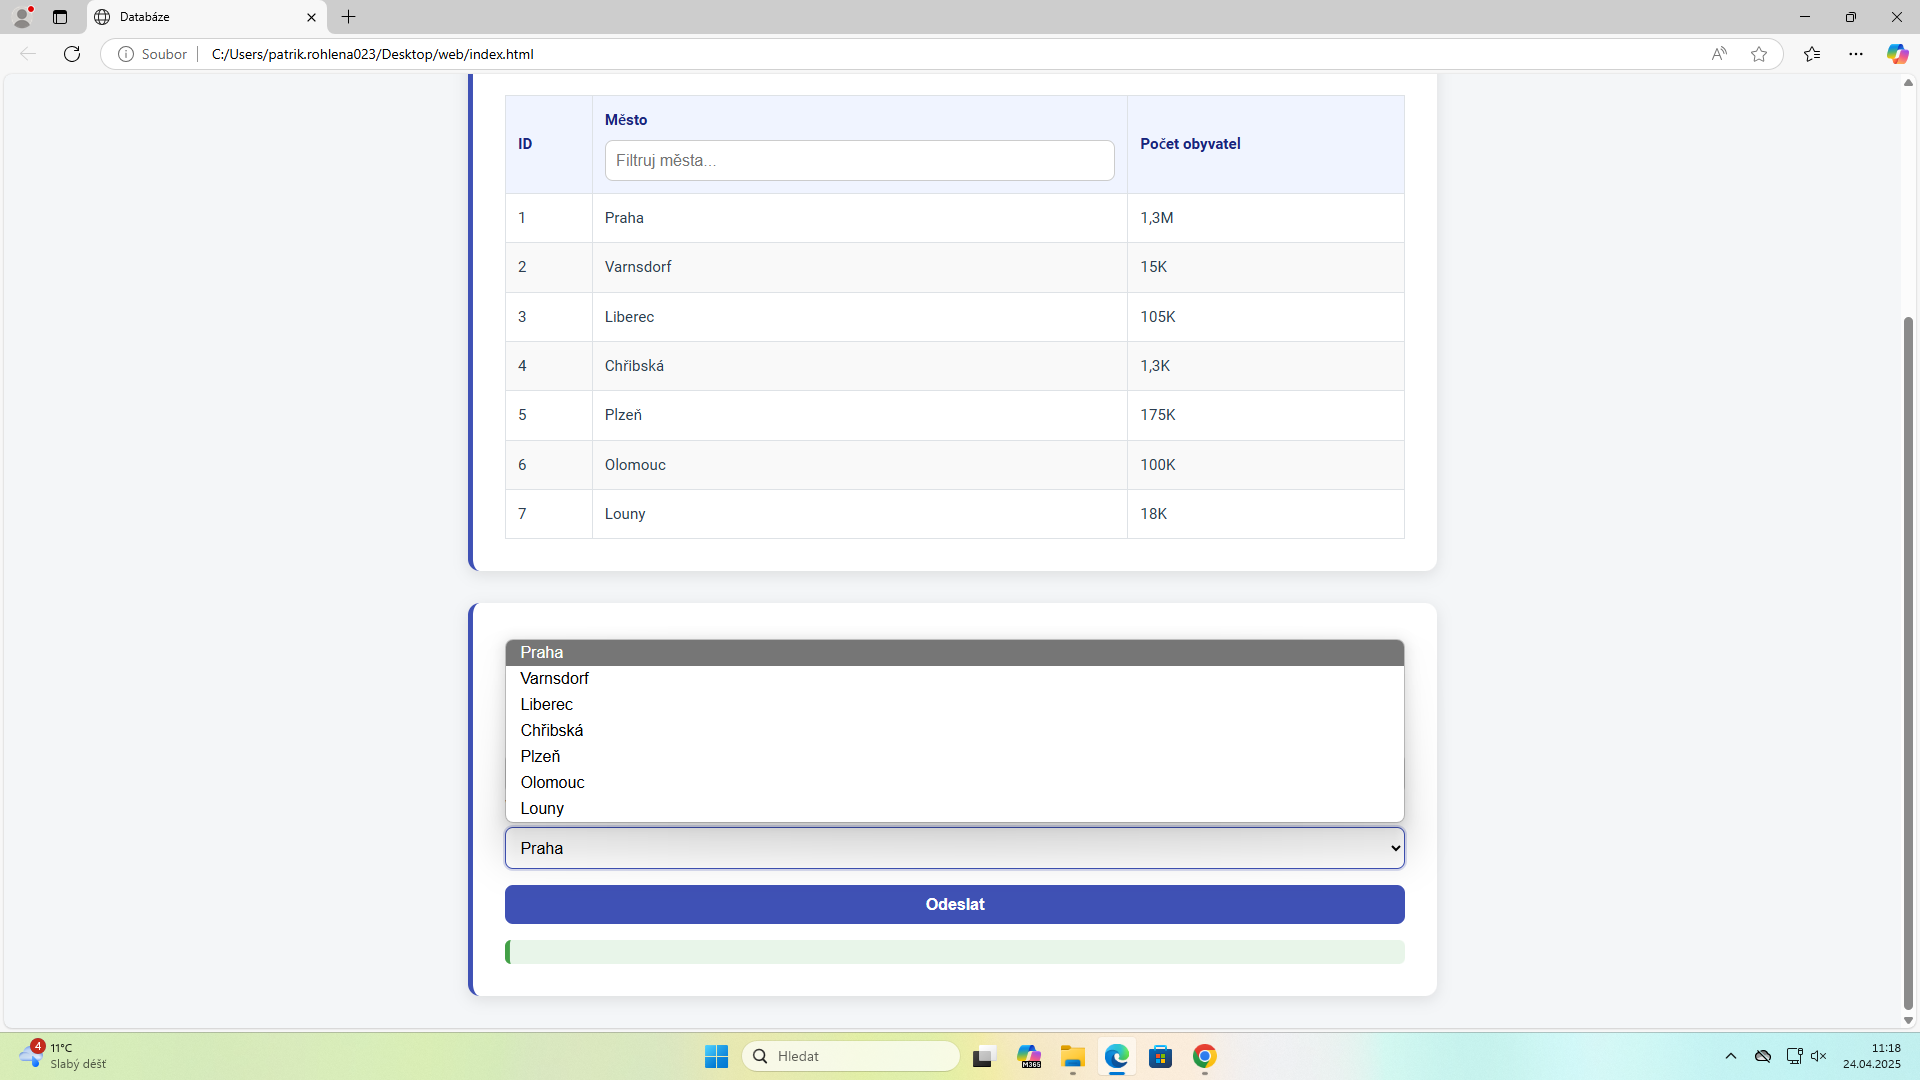 Databáze
Soubor
C:/Users/patrik.rohlena023/Desktop/web/index.html
ID
Město
Filtruj města...
Počet obyvatel
1 Praha 1,3M
2 Varnsdorf 15K
3 Liberec 105K
4 Chřibská 1,3K
5 Plzeň 175K
6 Olomouc 100K
7 Louny 18K
Praha
Varnsdorf
Liberec
Chřibská
Plzeň
Olomouc
Louny
Praha
Odeslat
4
11°C
Slabý déšť
Hledat
M365
11:18
24.04.2025